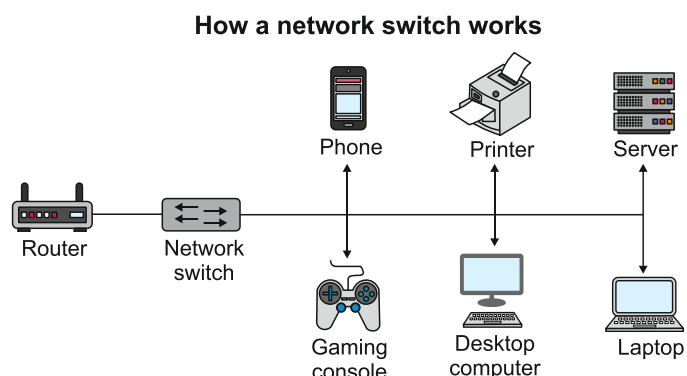 How a network switch works
Phone
Printer
Server
Router
Network
switch
Gaming
console
Desktop
computer
Laptop